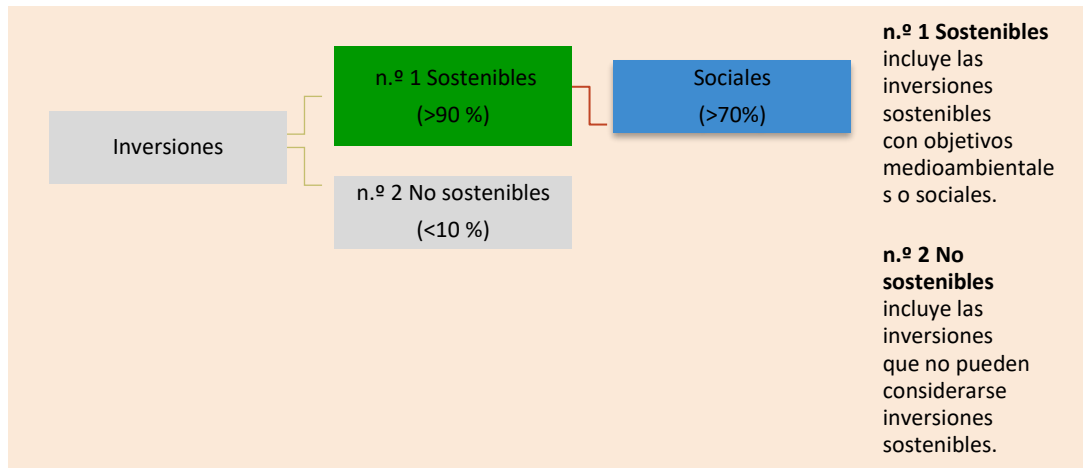 Inversiones
n.º 1 Sostenibles
(>90 %)
Sociales
(>70%)
n.º 2 No sostenibles
(<10 %)
n.º 1 Sostenibles
incluye las
inversiones
sostenibles
con objetivos
medioambientale
s o sociales.
n.º 2 No
sostenibles
incluye las
inversiones
que no pueden
considerarse
inversiones
sostenibles.